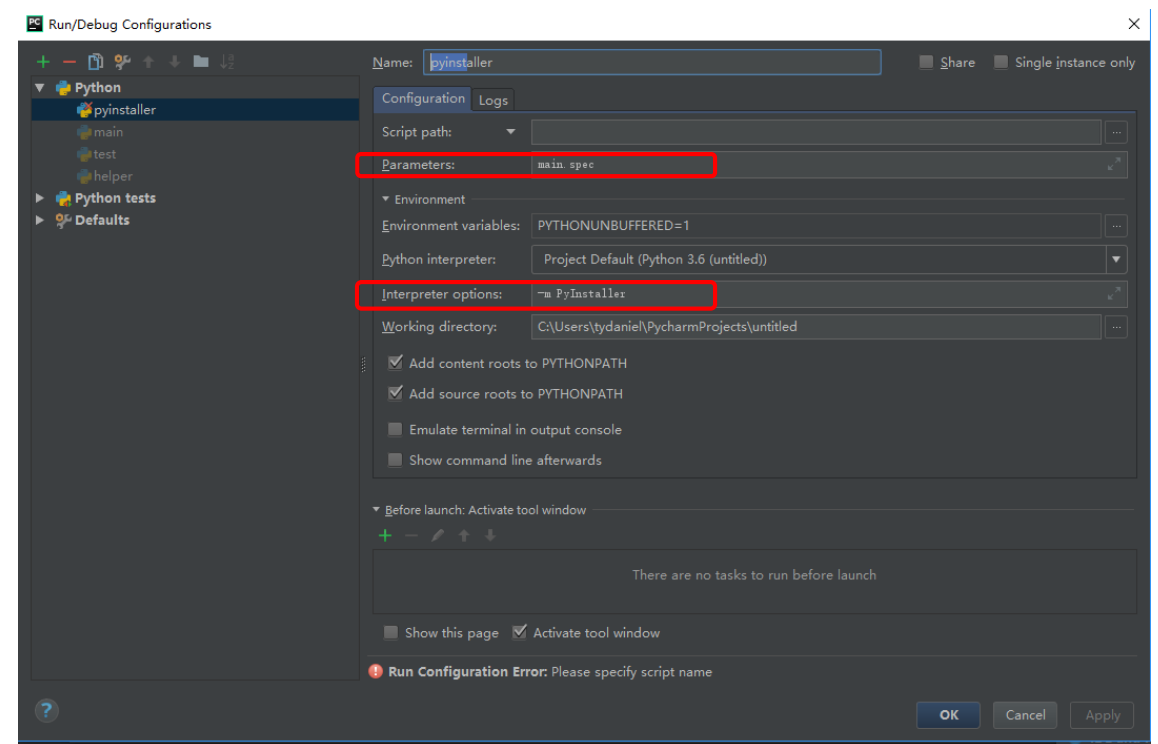 PC Run/Debug Configurations
Name: pyinstaller Share Single instance only
Python
pyinstaller
main
test
helper
Python tests
Defaults
Configuration Logs
Script path:
Parameters: main.spec
Environment
Environment variables: PYTHONUNBUFFERED=1
Python interpreter: Project Default (Python 3.6 (untitled))
Interpreter options: -m PyInstaller
Working directory: C:\Users\tydaniel\PycharmProjects\untitled
Add content roots to PYTHONPATH
Add source roots to PYTHONPATH
Emulate terminal in output console
Show command line afterwards
Before launch: Activate tool window
There are no tasks to run before launch
Show this page Activate tool window
Run Configuration Error: Please specify script name
OK Cancel Apply